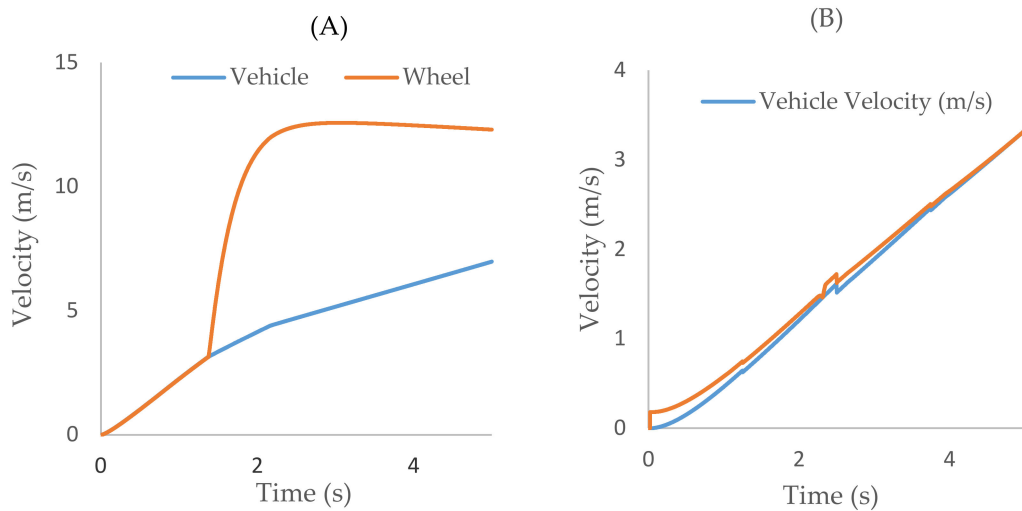 (A)
15
Vehicle Wheel
10
5
0
0 2 4
Velocity (m/s)
Time (s)
(B)
4
Vehicle Velocity (m/s)
3
2
1
0
0 2 4
Velocity (m/s)
Time (s)